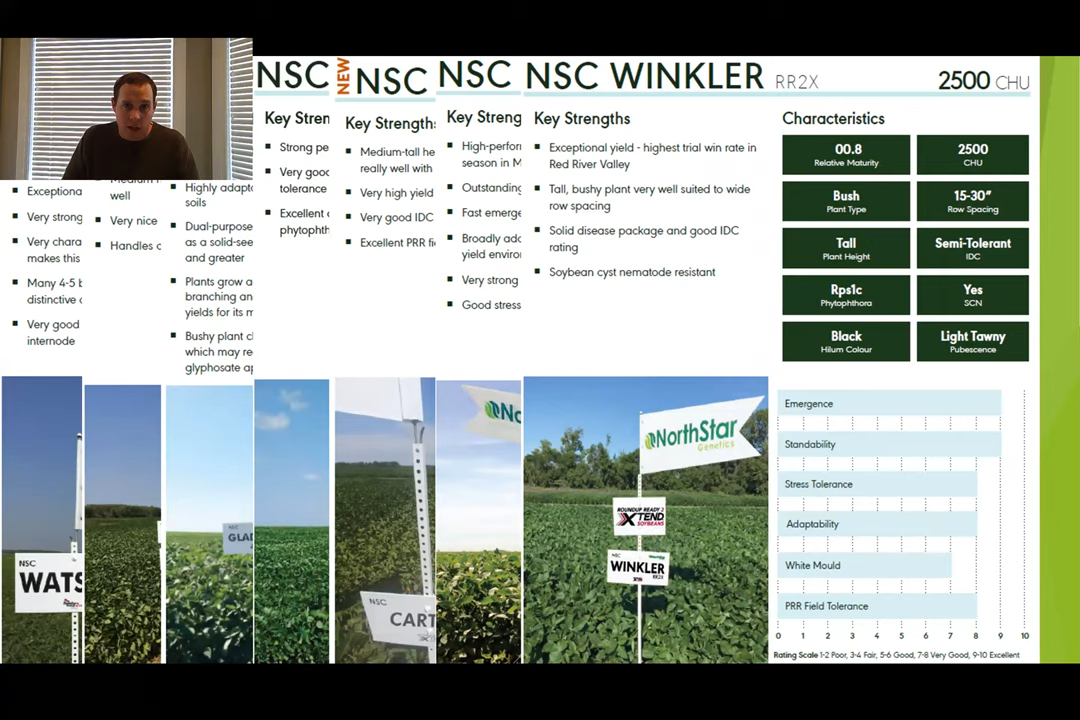 NSC
NEW
NSC
NSC
NSC WINKLER RR2X
2500 CHU
Exceptiona
Very strong
Very chara
makes this
Many 4-5 b
distinctive
Very good
internode
well
Very nice
Handles
Highly adapt
soils
Dual-purpose
as a solid-see
and greater
Plants grow a
branching an
yields for its m
Bushy plant c
which may re
glyphosate ap
Key Stren
Strong pe
Very good
tolerance
Excellent
phytophth
Key Strengths
Medium-tall he
really well with
Very high yield
Very good IDC
Excellent PRR fi
Key Streng
High-perfor
season in M
Outstanding
Fast emerge
Broadly ada
yield enviro
Very strong
Good stress
Key Strengths
Exceptional yield - highest trial win rate in
Red River Valley
Tall, bushy plant very well suited to wide
row spacing
Solid disease package and good IDC
rating
Soybean cyst nematode resistant
Characteristics
00.8
Relative Maturity
2500
CHU
Bush
Plant Type
15-30"
Row Spacing
Tall
Plant Height
Semi-Tolerant
IDC
Rps1c
Phytophthora
Yes
SCN
Black
Hilum Colour
Light Tawny
Pubescence
NSC
WATS
NSC
GLAD
NSC
CART
No
NorthStar
Genetics
ROUNDUP READY 2
XTEND
SOYBEANS
NSC
WINKLER
RR2X
Emergence
Standability
Stress Tolerance
Adaptability
White Mould
PRR Field Tolerance
0 1 2 3 4 5 6 7 8 9 10
Rating Scale 1-2 Poor, 3-4 Fair, 5-6 Good, 7-8 Very Good, 9-10 Excellent